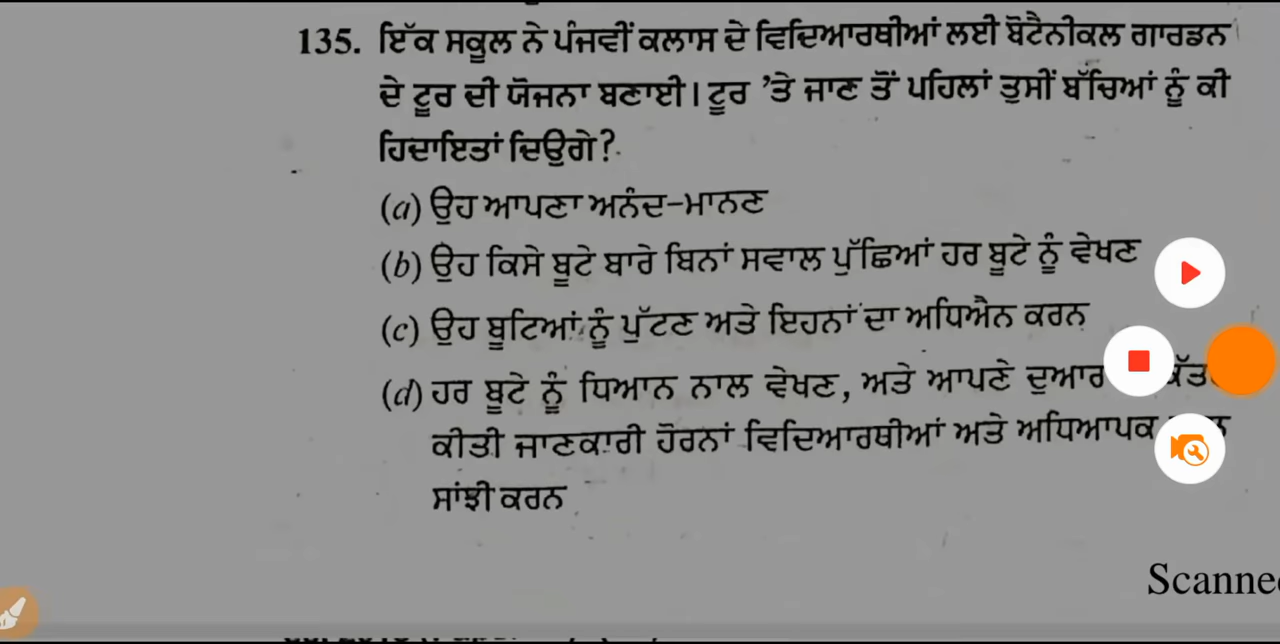 135. ਇੱਕ ਸਕੂਲ ਨੇ ਪੰਜਵੀਂ ਕਲਾਸ ਦੇ ਵਿਦਿਆਰਥੀਆਂ ਲਈ ਬੋਟੈਨੀਕਲ ਗਾਰਡਨ
ਦੇ ਟੂਰ ਦੀ ਯੋਜਨਾ ਬਣਾਈ। ਟੂਰ ’ਤੇ ਜਾਣ ਤੋਂ ਪਹਿਲਾਂ ਤੁਸੀਂ ਬੱਚਿਆਂ ਨੂੰ ਕੀ
ਹਿਦਾਇਤਾਂ ਦਿਉਗੇ?
(a) ਉਹ ਆਪਣਾ ਅਨੰਦ-ਮਾਨਣ
(b) ਉਹ ਕਿਸੇ ਬੂਟੇ ਬਾਰੇ ਬਿਨਾਂ ਸਵਾਲ ਪੁੱਛਿਆਂ ਹਰ ਬੂਟੇ ਨੂੰ ਵੇਖਣ
(c) ਉਹ ਬੂਟਿਆਂ ਨੂੰ ਪੁੱਟਣ ਅਤੇ ਇਹਨਾਂ ਦਾ ਅਧਿਐਨ ਕਰਨ
(d) ਹਰ ਬੂਟੇ ਨੂੰ ਧਿਆਨ ਨਾਲ ਵੇਖਣ, ਅਤੇ ਆਪਣੇ
ਕੀਤੀ ਜਾਣਕਾਰੀ ਹੋਰਨਾਂ ਵਿਦਿਆਰਥੀਆਂ ਅਤੇ ਅਧਿਆਪਕ
ਸਾਂਝੀ ਕਰਨ